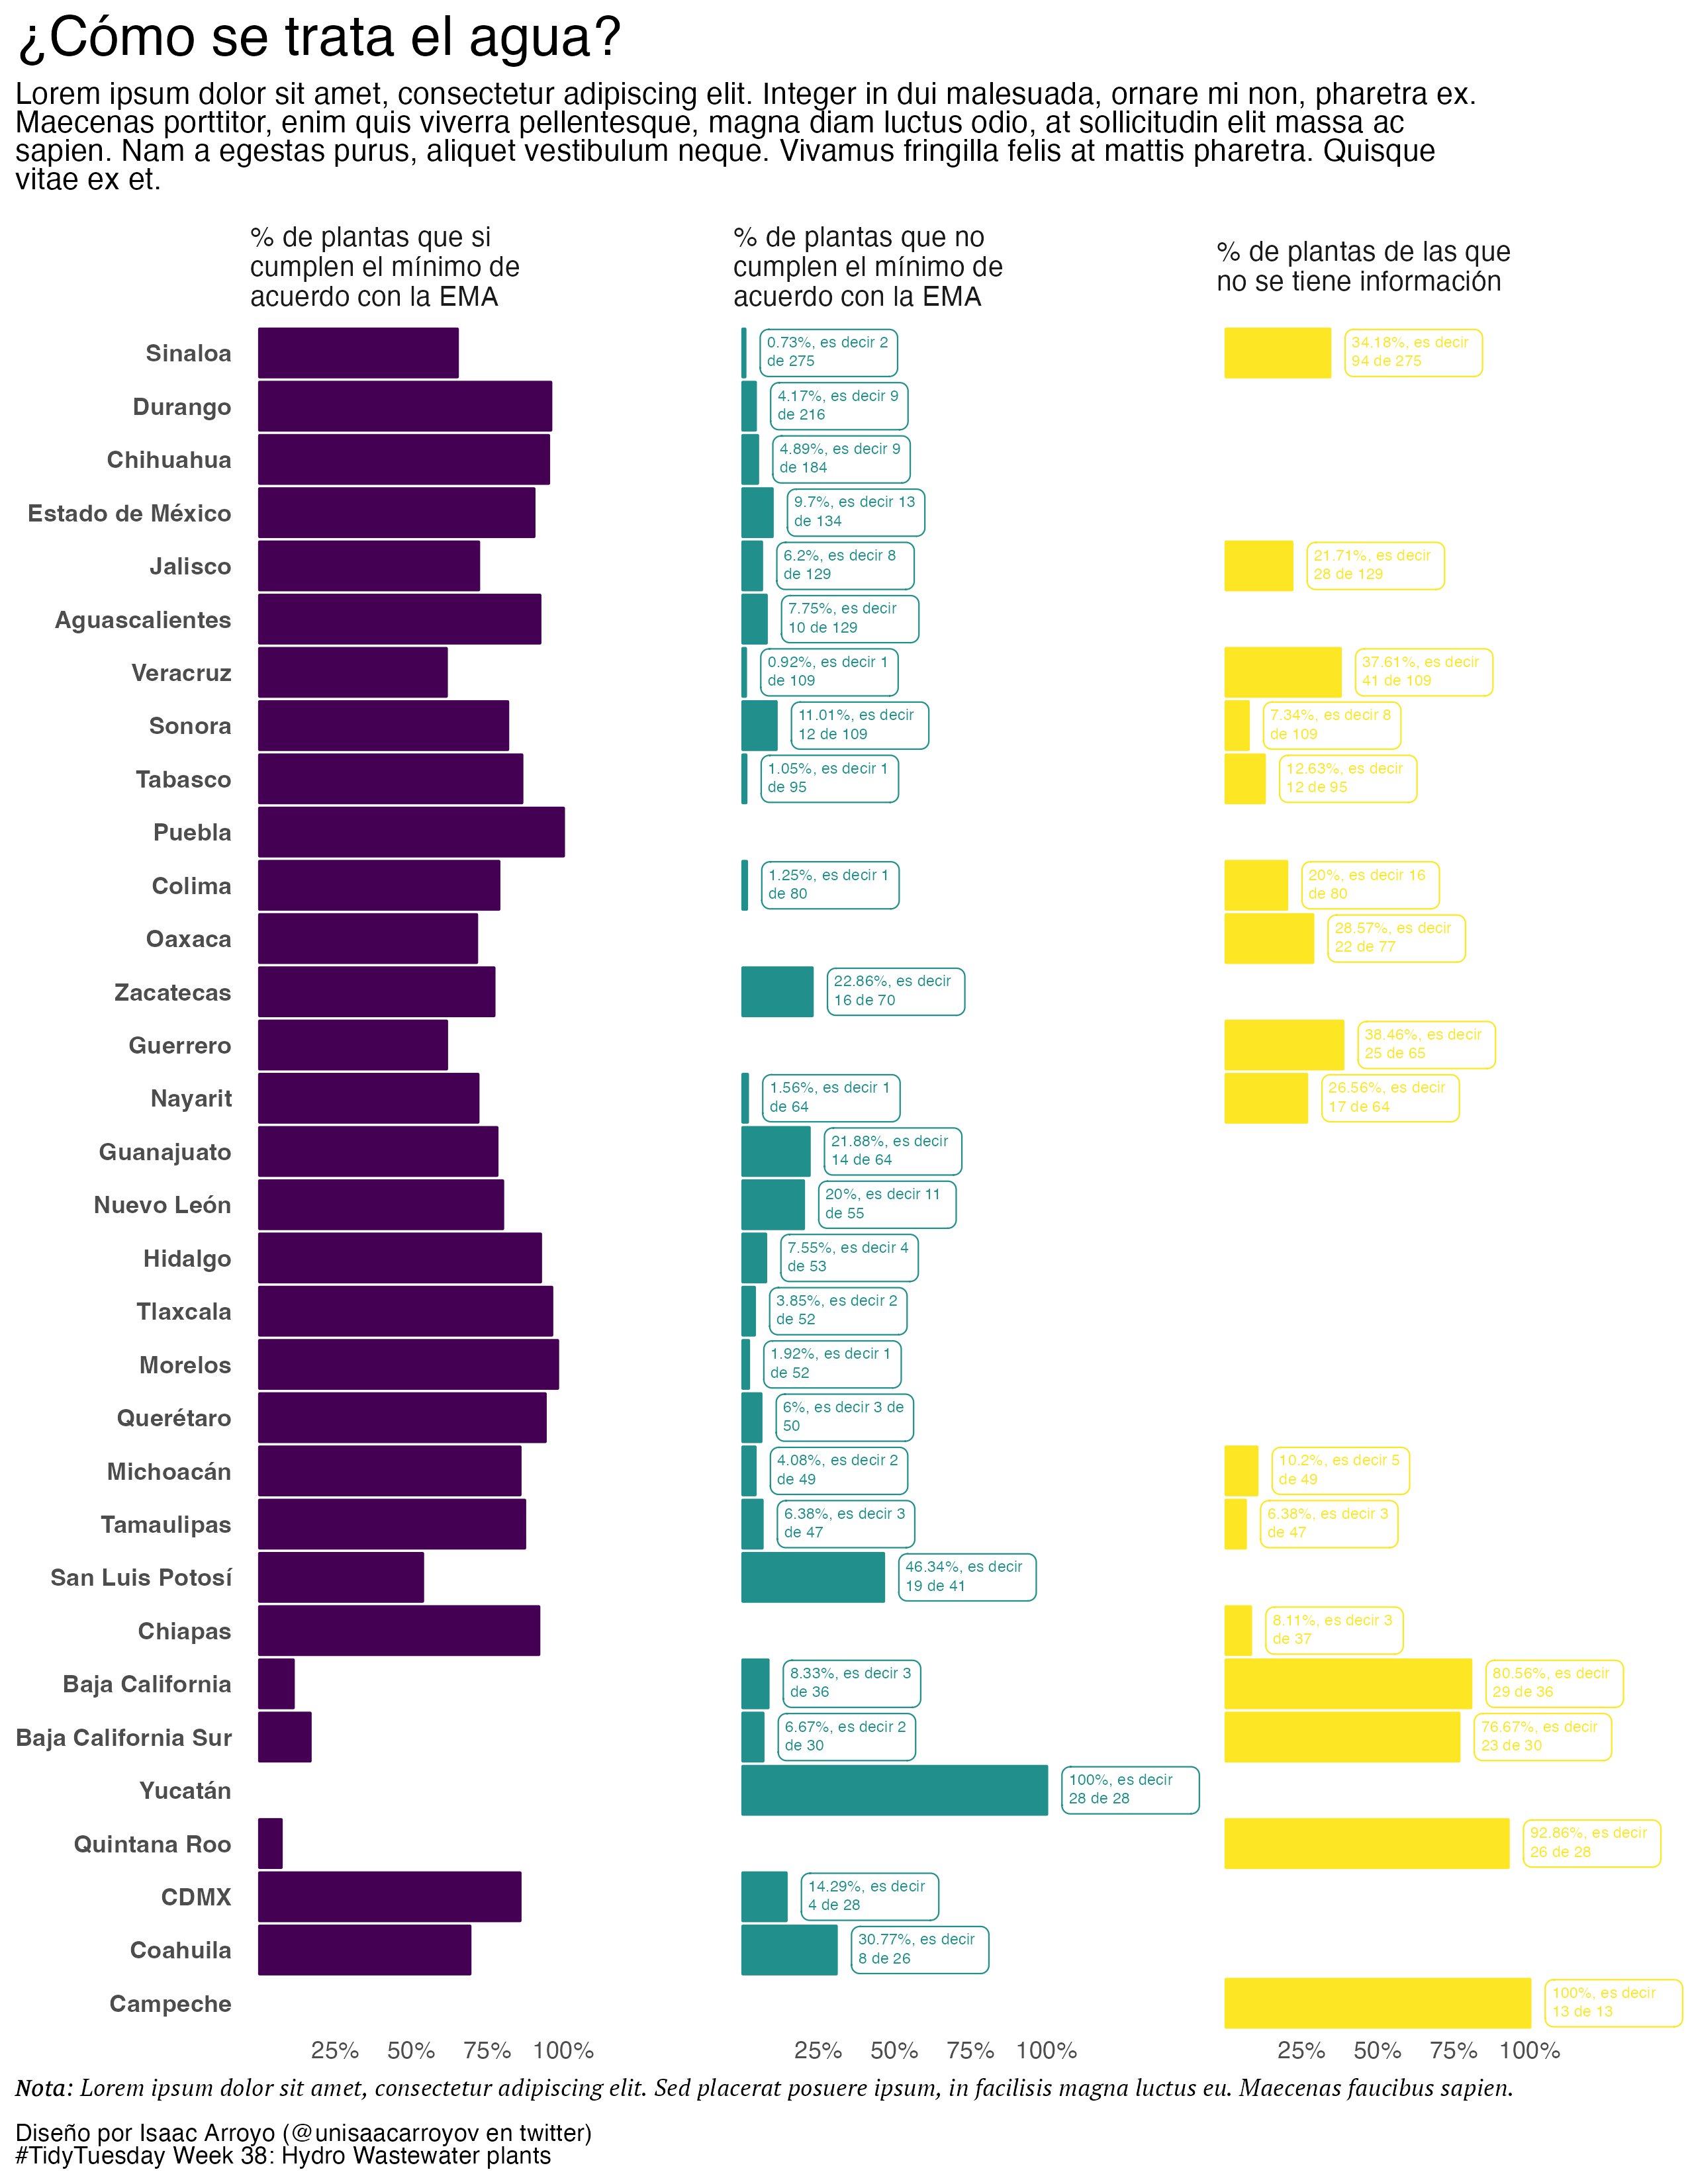 ¿Cómo se trata el agua?
Lorem ipsum dolor sit amet, consectetur adipiscing elit. Integer in dui malesuada, ornare mi non, pharetra ex.
Maecenas porttitor, enim quis viverra pellentesque, magna diam luctus odio, at sollicitudin elit massa ac
sapien. Nam a egestas purus, aliquet vestibulum neque. Vivamus fringilla felis at mattis pharetra. Quisque
vitae ex et.
% de plantas que si
cumplen el mínimo de
acuerdo con la EMA
% de plantas que no
cumplen el mínimo de
acuerdo con la EMA
% de plantas de las que
no se tiene información
Sinaloa
0.73%, es decir 2
de 275
34.18%, es decir
94 de 275
Durango
4.17%, es decir 9
de 216
Chihuahua
4.89%, es decir 9
de 184
Estado de México
9.7%, es decir 13
de 134
Jalisco
6.2%, es decir 8
de 129
21.71%, es decir
28 de 129
Aguascalientes
7.75%, es decir
10 de 129
Veracruz
0.92%, es decir 1
de 109
37.61%, es decir
41 de 109
Sonora
11.01%, es decir
12 de 109
7.34%, es decir 8
de 109
Tabasco
1.05%, es decir 1
de 95
12.63%, es decir
12 de 95
Puebla
Colima
1.25%, es decir 1
de 80
20%, es decir 16
de 80
Oaxaca
28.57%, es decir
22 de 77
Zacatecas
22.86%, es decir
16 de 70
Guerrero
38.46%, es decir
25 de 65
Nayarit
1.56%, es decir 1
de 64
26.56%, es decir
17 de 64
Guanajuato
21.88%, es decir
14 de 64
Nuevo León
20%, es decir 11
de 55
Hidalgo
7.55%, es decir 4
de 53
Tlaxcala
3.85%, es decir 2
de 52
Morelos
1.92%, es decir 1
de 52
Querétaro
6%, es decir 3 de
50
Michoacán
4.08%, es decir 2
de 49
10.2%, es decir 5
de 49
Tamaulipas
6.38%, es decir 3
de 47
6.38%, es decir 3
de 47
San Luis Potosí
46.34%, es decir
19 de 41
Chiapas
8.11%, es decir 3
de 37
Baja California
8.33%, es decir 3
de 36
80.56%, es decir
29 de 36
Baja California Sur
6.67%, es decir 2
de 30
76.67%, es decir
23 de 30
Yucatán
100%, es decir
28 de 28
Quintana Roo
92.86%, es decir
26 de 28
CDMX
14.29%, es decir
4 de 28
Coahuila
30.77%, es decir
8 de 26
Campeche
100%, es decir
13 de 13
25% 50% 75% 100% 25% 50% 75% 100% 25% 50% 75% 100%
Nota: Lorem ipsum dolor sit amet, consectetur adipiscing elit. Sed placerat posuere ipsum, in facilisis magna luctus eu. Maecenas faucibus sapien.
Diseño por Isaac Arroyo (@unisaacarroyov en twitter)
#TidyTuesday Week 38: Hydro Wastewater plants